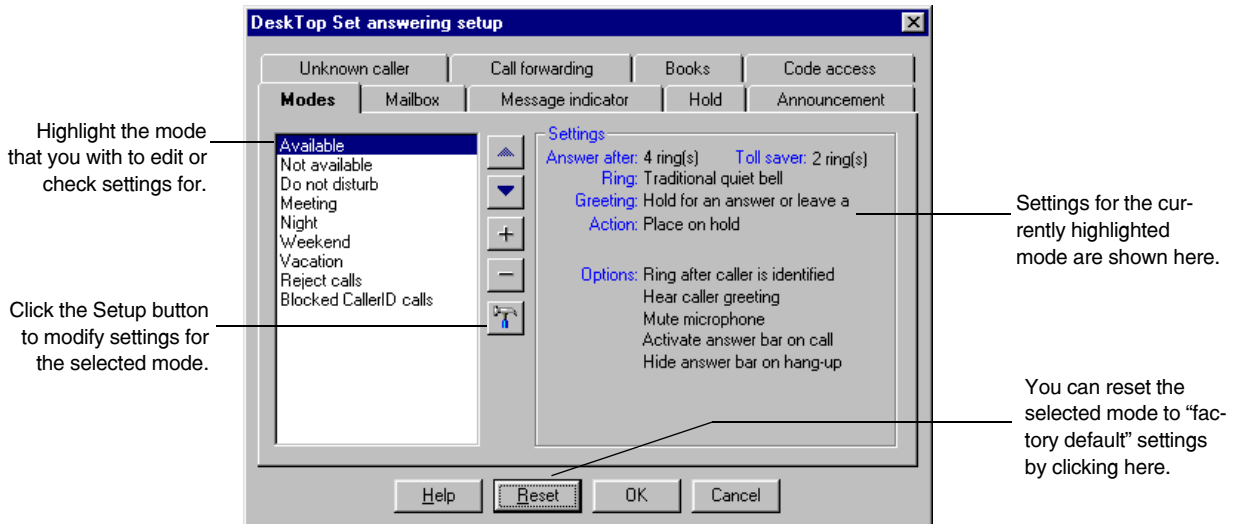 DeskTop Set answering setup
Unknown caller
Call forwarding
Books
Code access
Modes
Mailbox
Message indicator
Hold
Announcement
Highlight the mode
that you with to edit or
check settings for.
Click the Setup button
to modify settings for
the selected mode.
Available
Not available
Do not disturb
Meeting
Night
Weekend
Vacation
Reject calls
Blocked CallerID calls
+
−
Settings
Answer after: 4 ring(s) Toll saver: 2 ring(s)
Ring: Traditional quiet bell
Greeting: Hold for an answer or leave a
Action: Place on hold
Options: Ring after caller is identified
Hear caller greeting
Mute microphone
Activate answer bar on call
Hide answer bar on hang-up
Settings for the cur-
rently highlighted
mode are shown here.
You can reset the
selected mode to “fac-
tory default” settings
by clicking here.
Help
Reset
OK
Cancel